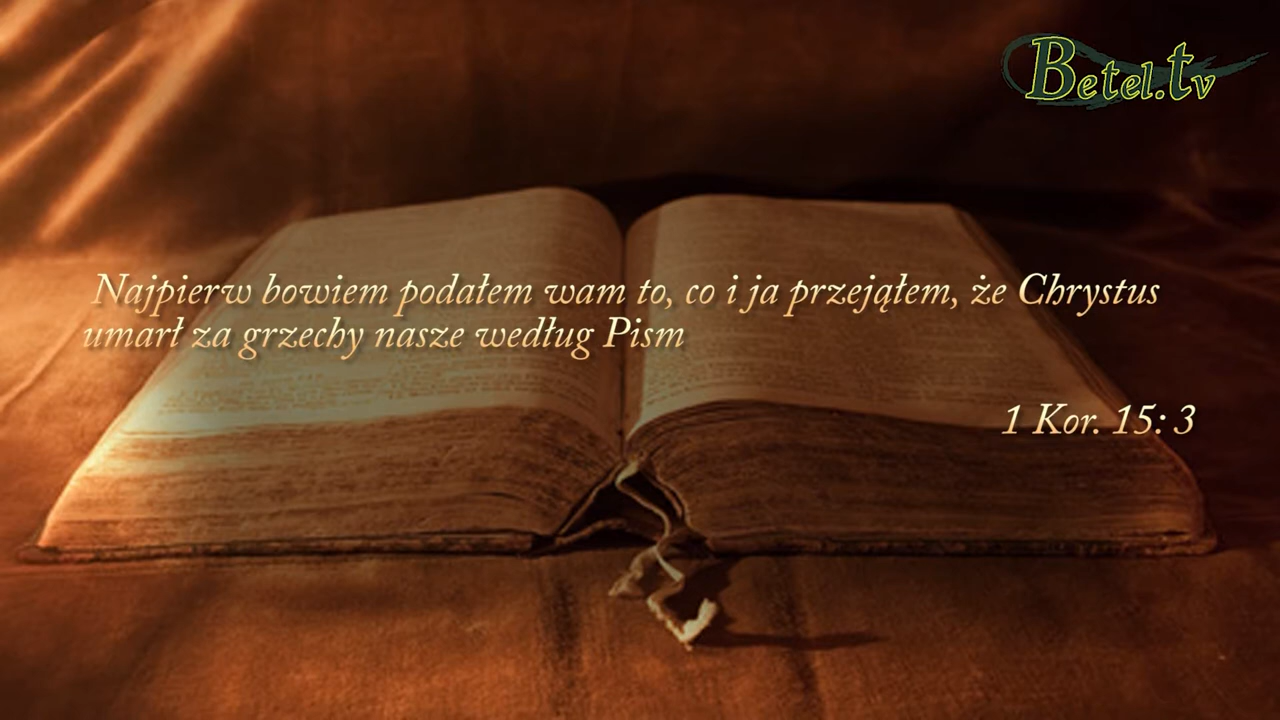 Betel.tv
Najpierw bowiem podałem wam to, co i ja przejąłem, że Chrystus
umarł za grzechy nasze według Pism
1 Kor. 15: 3